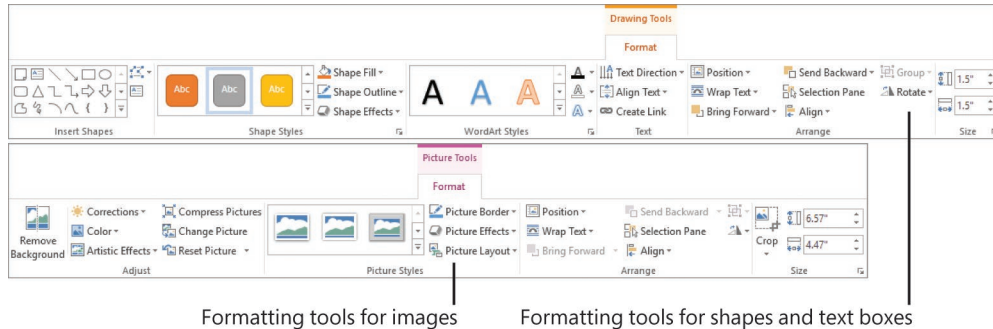 Drawing Tools
Format
Abc Abc Abc
Shape Fill
Shape Outline
Shape Effects
A A A
A
A
A
Text Direction
Align Text
Create Link
Position
Wrap Text
Bring Forward
Send Backward
Selection Pane
Align
Group
Rotate
1.5"
1.5"
Insert Shapes Shape Styles WordArt Styles Text Arrange Size
Picture Tools
Format
Remove
Background
Corrections
Color
Artistic Effects
Compress Pictures
Change Picture
Reset Picture
Picture Border
Picture Effects
Picture Layout
Position
Wrap Text
Bring Forward
Send Backward
Selection Pane
Align
Crop
6.57"
4.47"
Adjust Picture Styles Arrange Size
Formatting tools for images Formatting tools for shapes and text boxes